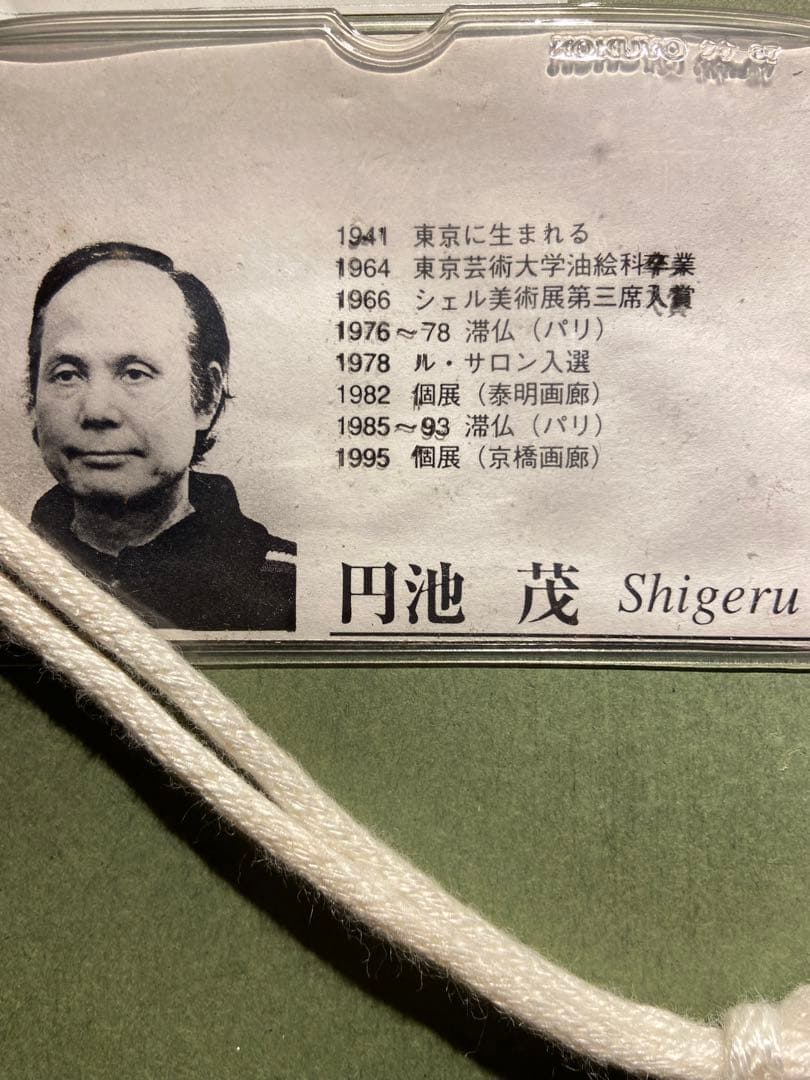 KOKUYO
1941 東京に生まれる
1964 東京芸術大学油絵科卒業
1966 シェル美術展第三席入賞
1976～78 滞仏（パリ）
1978 ル・サロン入選
1982 個展（泰明画廊）
1985～93 滞仏（パリ）
1995 個展（京橋画廊）
円池 茂 Shigeru